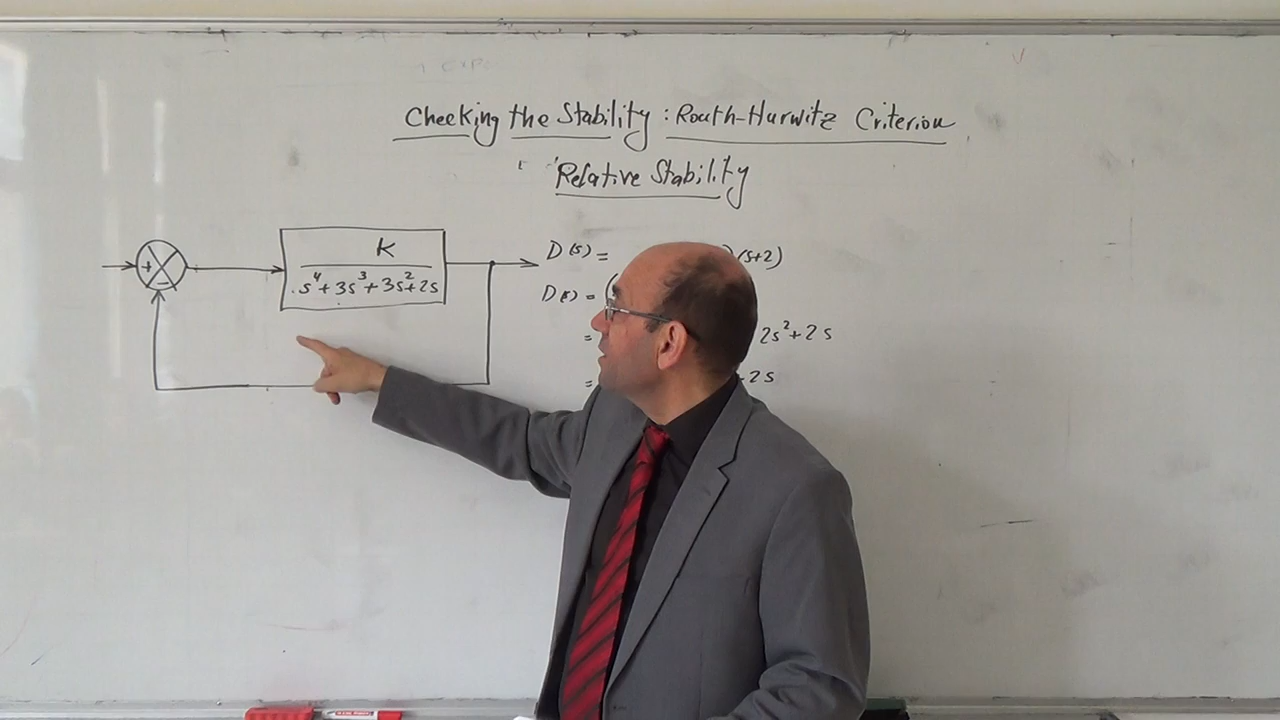 Checking the Stability : Routh-Hurwitz Criterion
Relative Stability
+
-
K
s⁴+3s³+3s²+2s
D(s) = )(s+2)
D(s) = (
= 2s²+2s
= 2s